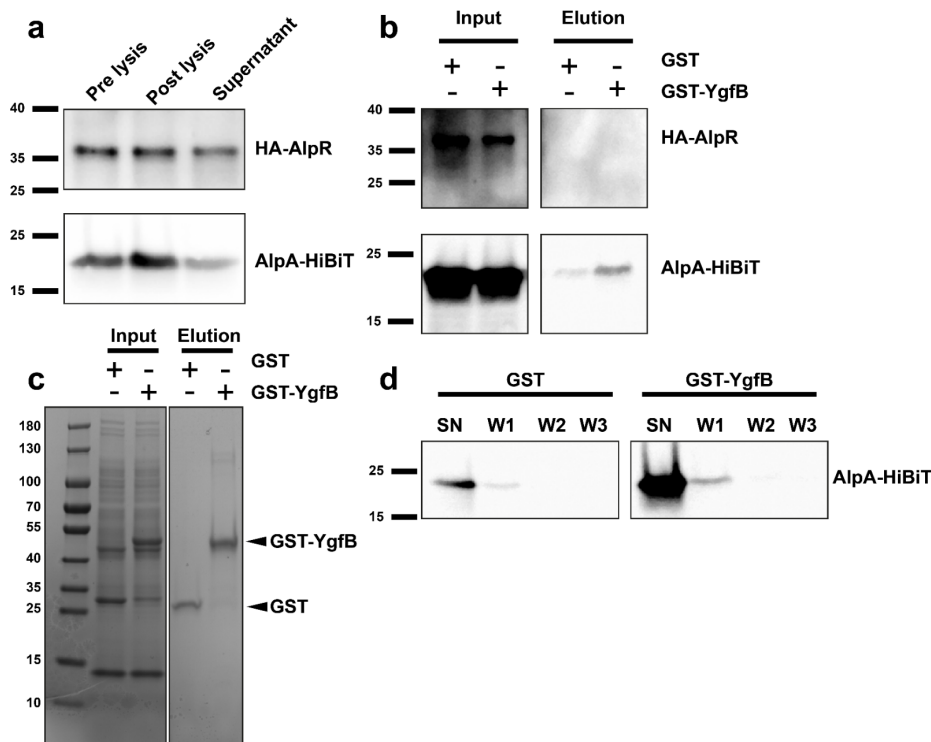 a
Pre lysis
Post lysis
Supernatant
40
35
25
HA-AlpR
25
15
AlpA-HiBiT
b
Input Elution
+ - + - GST
- + - + GST-YgfB
40
35
25
HA-AlpR
25
15
AlpA-HiBiT
c
Input Elution
+ - + - GST
- + - + GST-YgfB
180
130
100
70
55
40
35
25
15
10
GST-YgfB
GST
d
GST GST-YgfB
SN W1 W2 W3 SN W1 W2 W3
25
15
AlpA-HiBiT